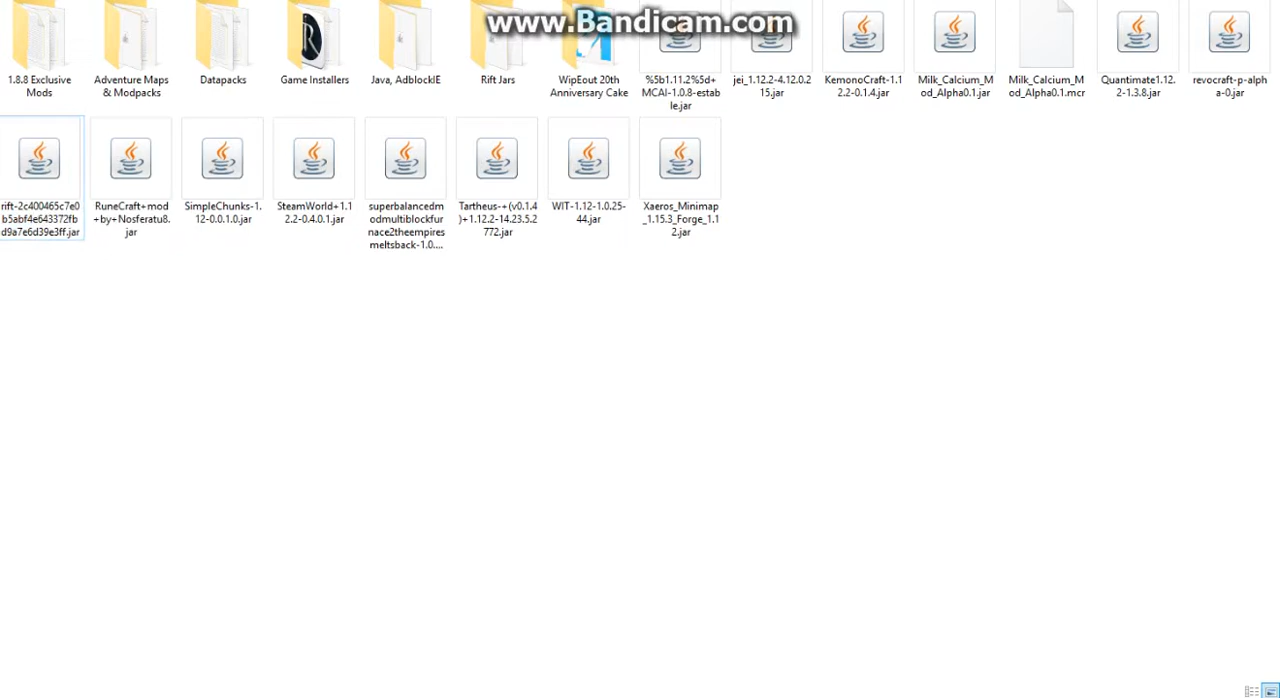 www.Bandicam.com
1.8.8 Exclusive
Mods
Adventure Maps
& Modpacks
Datapacks
Game Installers
Java, AdblockIE
Rift Jars
WipEout 20th
Anniversary Cake
%5b1.11.2%5d+
MCAI-1.0.8-estab
le.jar
jei_1.12.2-4.12.0.2
15.jar
KemonoCraft-1.1
2.2-0.1.4.jar
Milk_Calcium_M
od_Alpha0.1.jar
Milk_Calcium_M
od_Alpha0.1.mcr
Quantimate1.12.
2-1.3.8.jar
revocraft-p-alph
a-0.jar
rift-2c400465c7e0
b5abf4e643372fb
d9a7e6d39e3ff.jar
RuneCraft+mod
+by+Nosferatu8.
jar
SimpleChunks-1.
12-0.0.1.0.jar
SteamWorld+1.1
2.2-0.4.0.1.jar
superbalancedm
odmultiblockfur
nace2theempires
meltsback-1.0....
Tartheus-+(v0.1.4
)+1.12.2-14.23.5.2
772.jar
WIT-1.12-1.0.25-
44.jar
Xaeros_Minimap
_1.15.3_Forge_1.1
2.jar